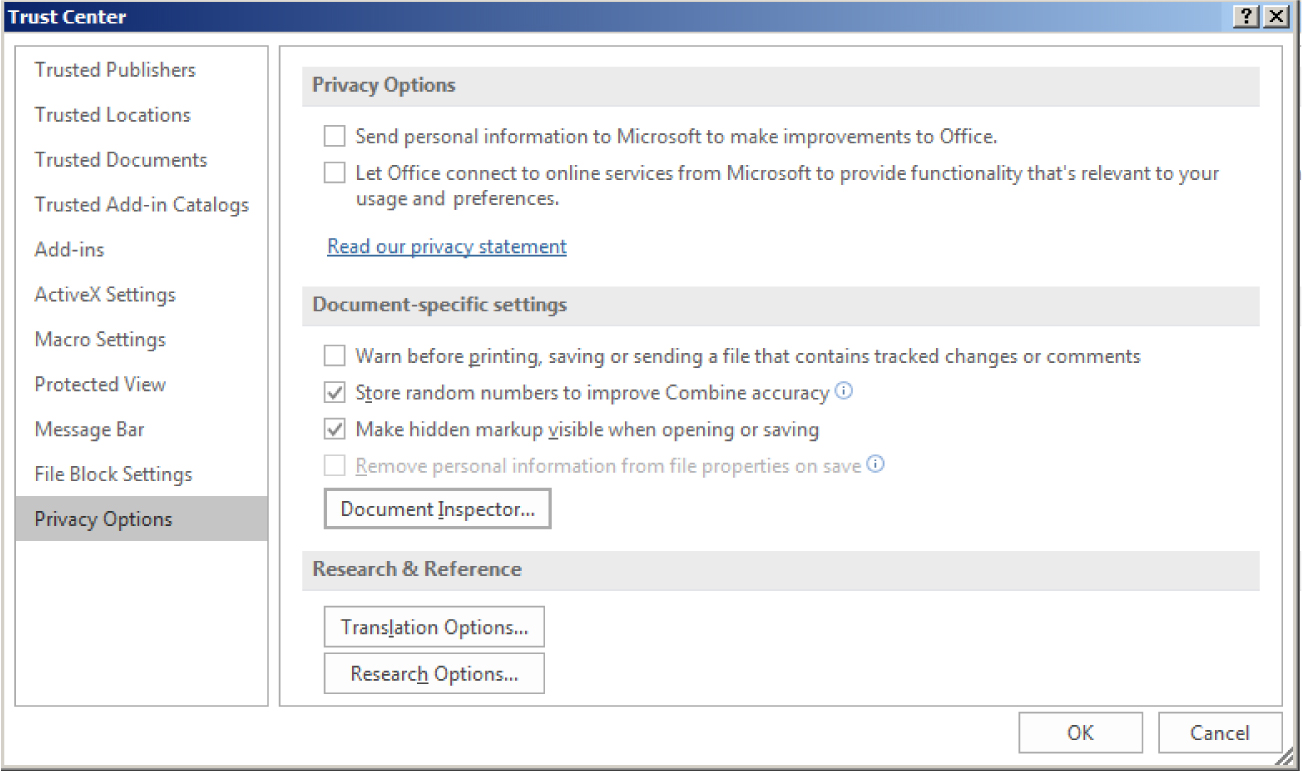 Trust Center
Trusted Publishers
Trusted Locations
Trusted Documents
Trusted Add-in Catalogs
Add-ins
ActiveX Settings
Macro Settings
Protected View
Message Bar
File Block Settings
Privacy Options
Privacy Options
Send personal information to Microsoft to make improvements to Office.
Let Office connect to online services from Microsoft to provide functionality that's relevant to your
usage and preferences.
Read our privacy statement
Document-specific settings
Warn before printing, saving or sending a file that contains tracked changes or comments
Store random numbers to improve Combine accuracy
Make hidden markup visible when opening or saving
Remove personal information from file properties on save
Document Inspector...
Research & Reference
Translation Options...
Research Options...
OK
Cancel